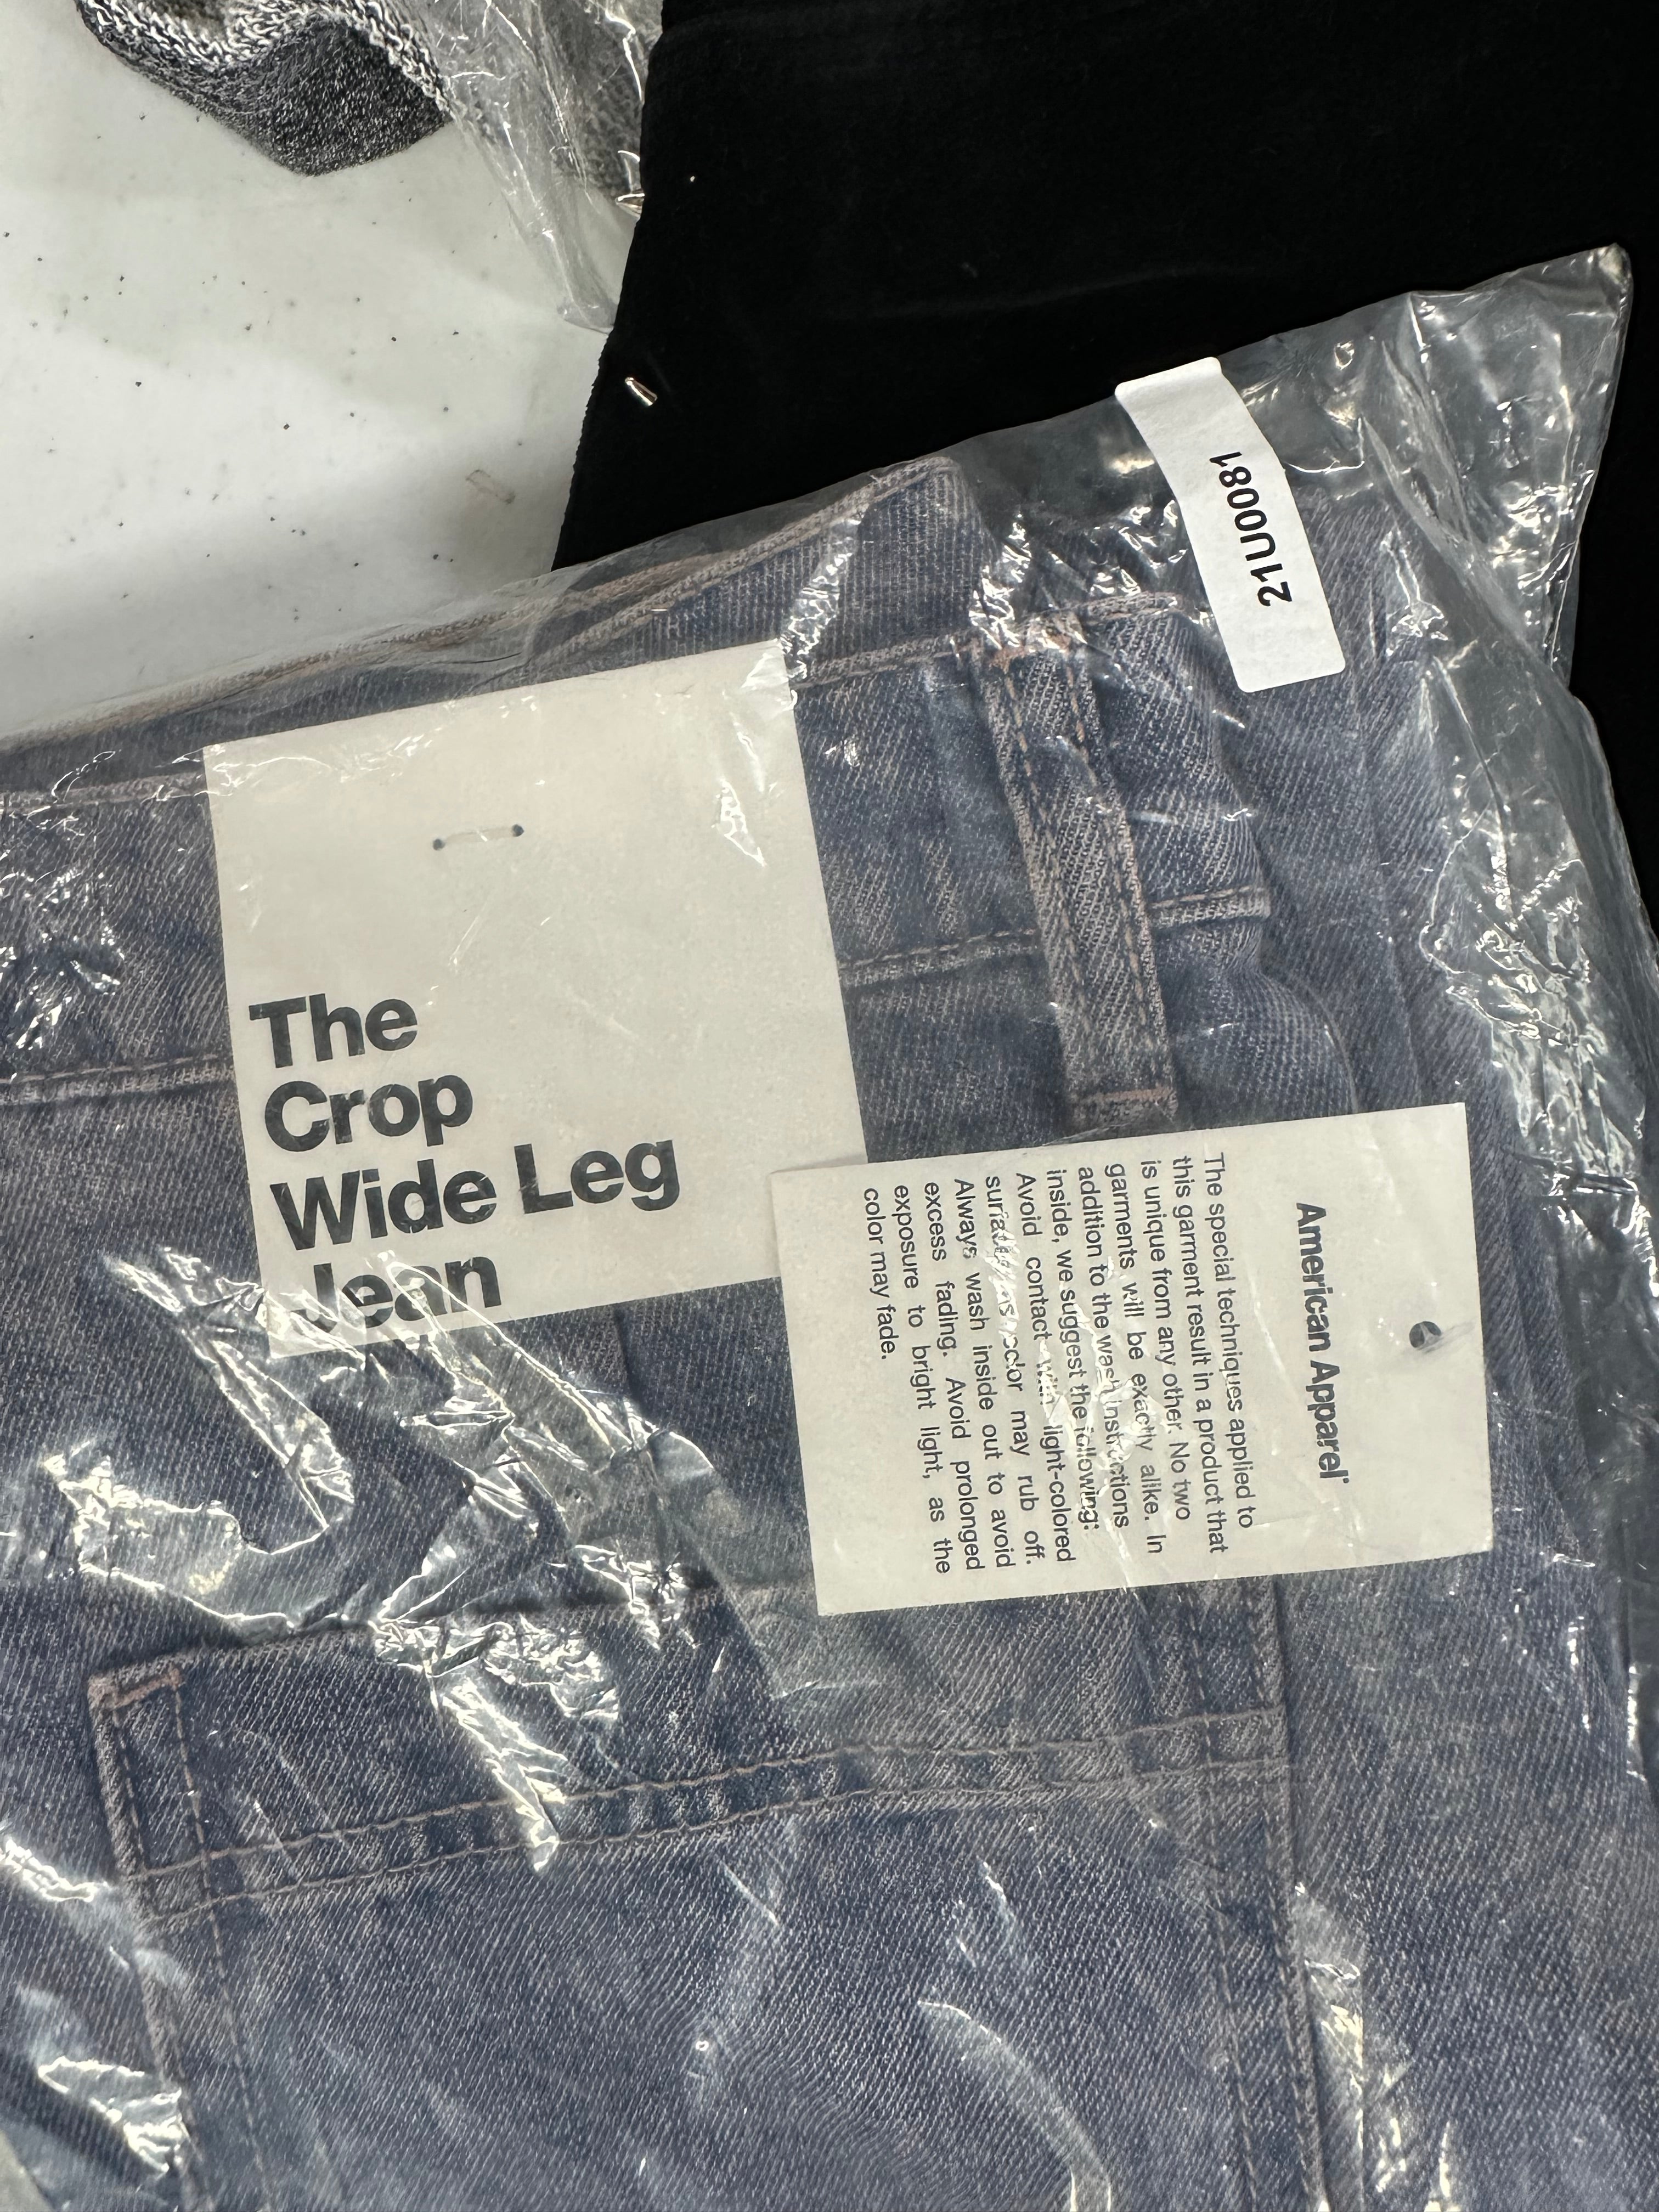 21U0081
The
Crop
Wide Leg
Jean
American Apparel®
The special techniques applied to
this garment result in a product that
is unique from any other. No two
garments will be exactly alike. In
addition to the wash instructions
inside, we suggest the following:
Avoid contact with light-colored
surfaces as color may rub off.
Always wash inside out to avoid
excess fading. Avoid prolonged
exposure to bright light, as the
color may fade.